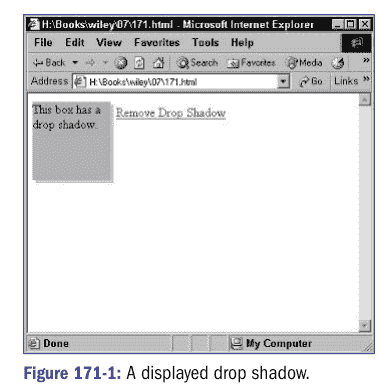 H:\Books\wiley\07\171.html - Microsoft Internet Explorer
File Edit View Favorites Tools Help
Back Search Favorites Media »
Address H:\Books\wiley\07\171.html Go Links »
This box has a Remove Drop Shadow
drop shadow.
Done My Computer
Figure 171-1: A displayed drop shadow.